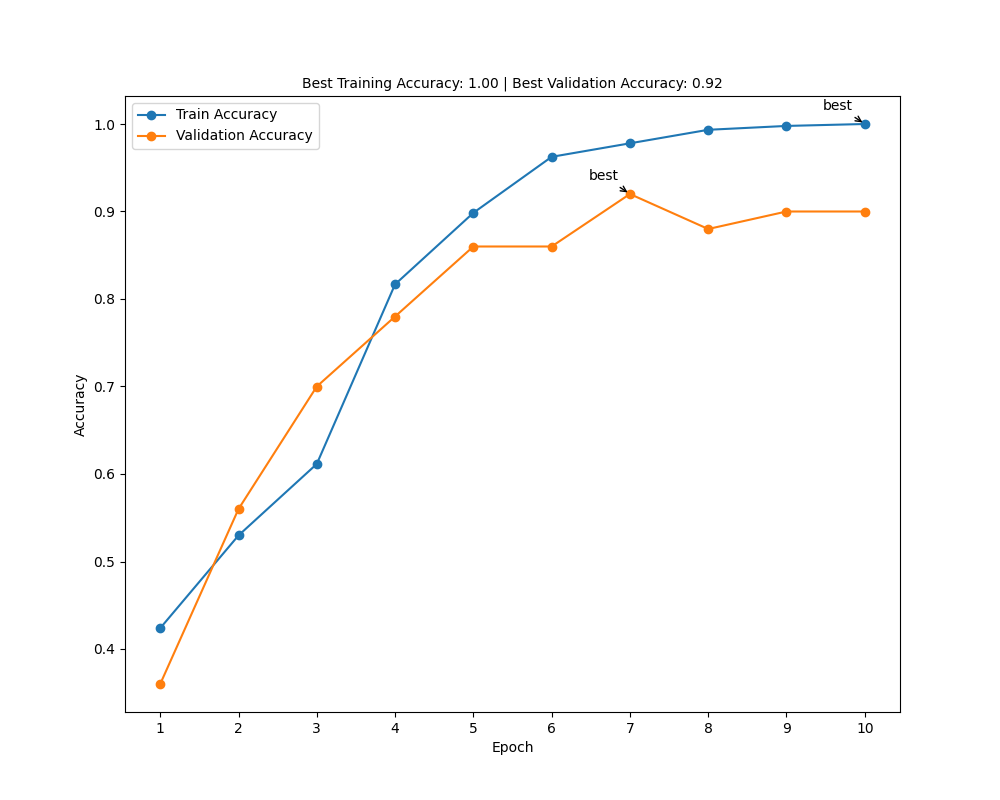 Best Training Accuracy: 1.00 | Best Validation Accuracy: 0.92
Train Accuracy
Validation Accuracy
best
best
1.0
0.9
0.8
0.7
0.6
0.5
0.4
Accuracy
1 2 3 4 5 6 7 8 9 10
Epoch